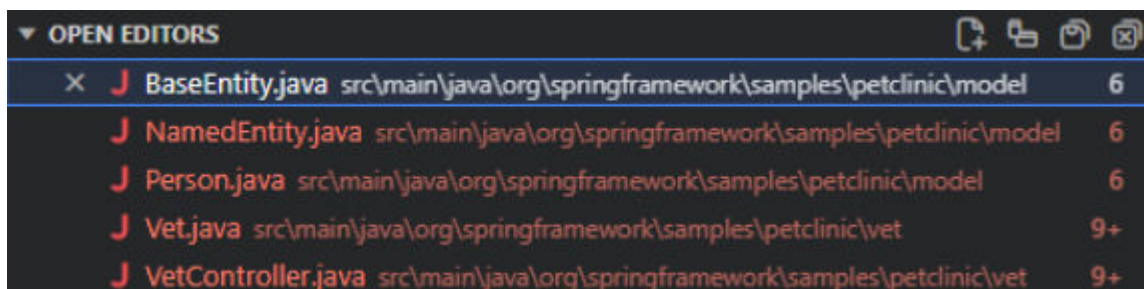 OPEN EDITORS
J BaseEntity.java src\main\java\org\springframework\samples\petclinic\model 6
J NamedEntity.java src\main\java\org\springframework\samples\petclinic\model 6
J Person.java src\main\java\org\springframework\samples\petclinic\model 6
J Vet.java src\main\java\org\springframework\samples\petclinic\vet 9+
J VetController.java src\main\java\org\springframework\samples\petclinic\vet 9+